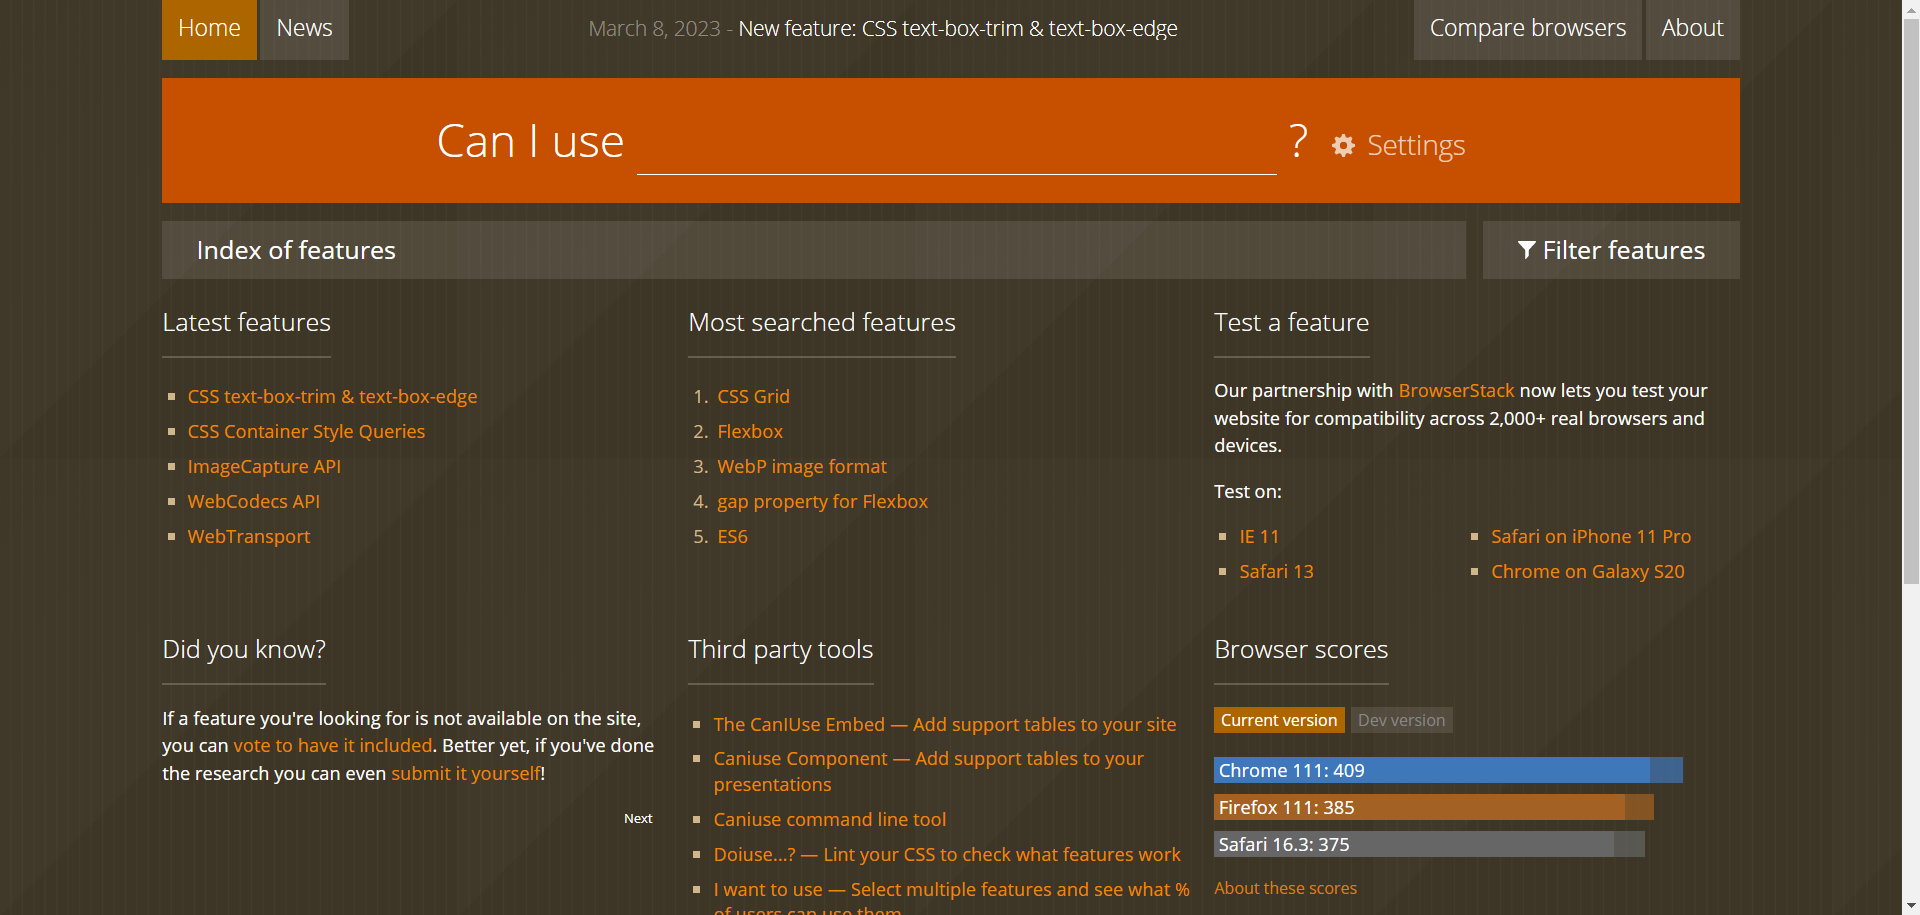 Home
News
March 8, 2023 - New feature: CSS text-box-trim & text-box-edge
Compare browsers
About
Can I use
?
Settings
Index of features
Filter features
Latest features
CSS text-box-trim & text-box-edge
CSS Container Style Queries
ImageCapture API
WebCodecs API
WebTransport
Most searched features
1. CSS Grid
2. Flexbox
3. WebP image format
4. gap property for Flexbox
5. ES6
Test a feature
Our partnership with BrowserStack now lets you test your
website for compatibility across 2,000+ real browsers and
devices.
Test on:
IE 11
Safari 13
Safari on iPhone 11 Pro
Chrome on Galaxy S20
Did you know?
If a feature you're looking for is not available on the site,
you can vote to have it included. Better yet, if you've done
the research you can even submit it yourself!
Next
Third party tools
The CanIUse Embed — Add support tables to your site
Caniuse Component — Add support tables to your
presentations
Caniuse command line tool
Doiuse...? — Lint your CSS to check what features work
I want to use — Select multiple features and see what %
of users can use them
Browser scores
Current version
Dev version
Chrome 111: 409
Firefox 111: 385
Safari 16.3: 375
About these scores